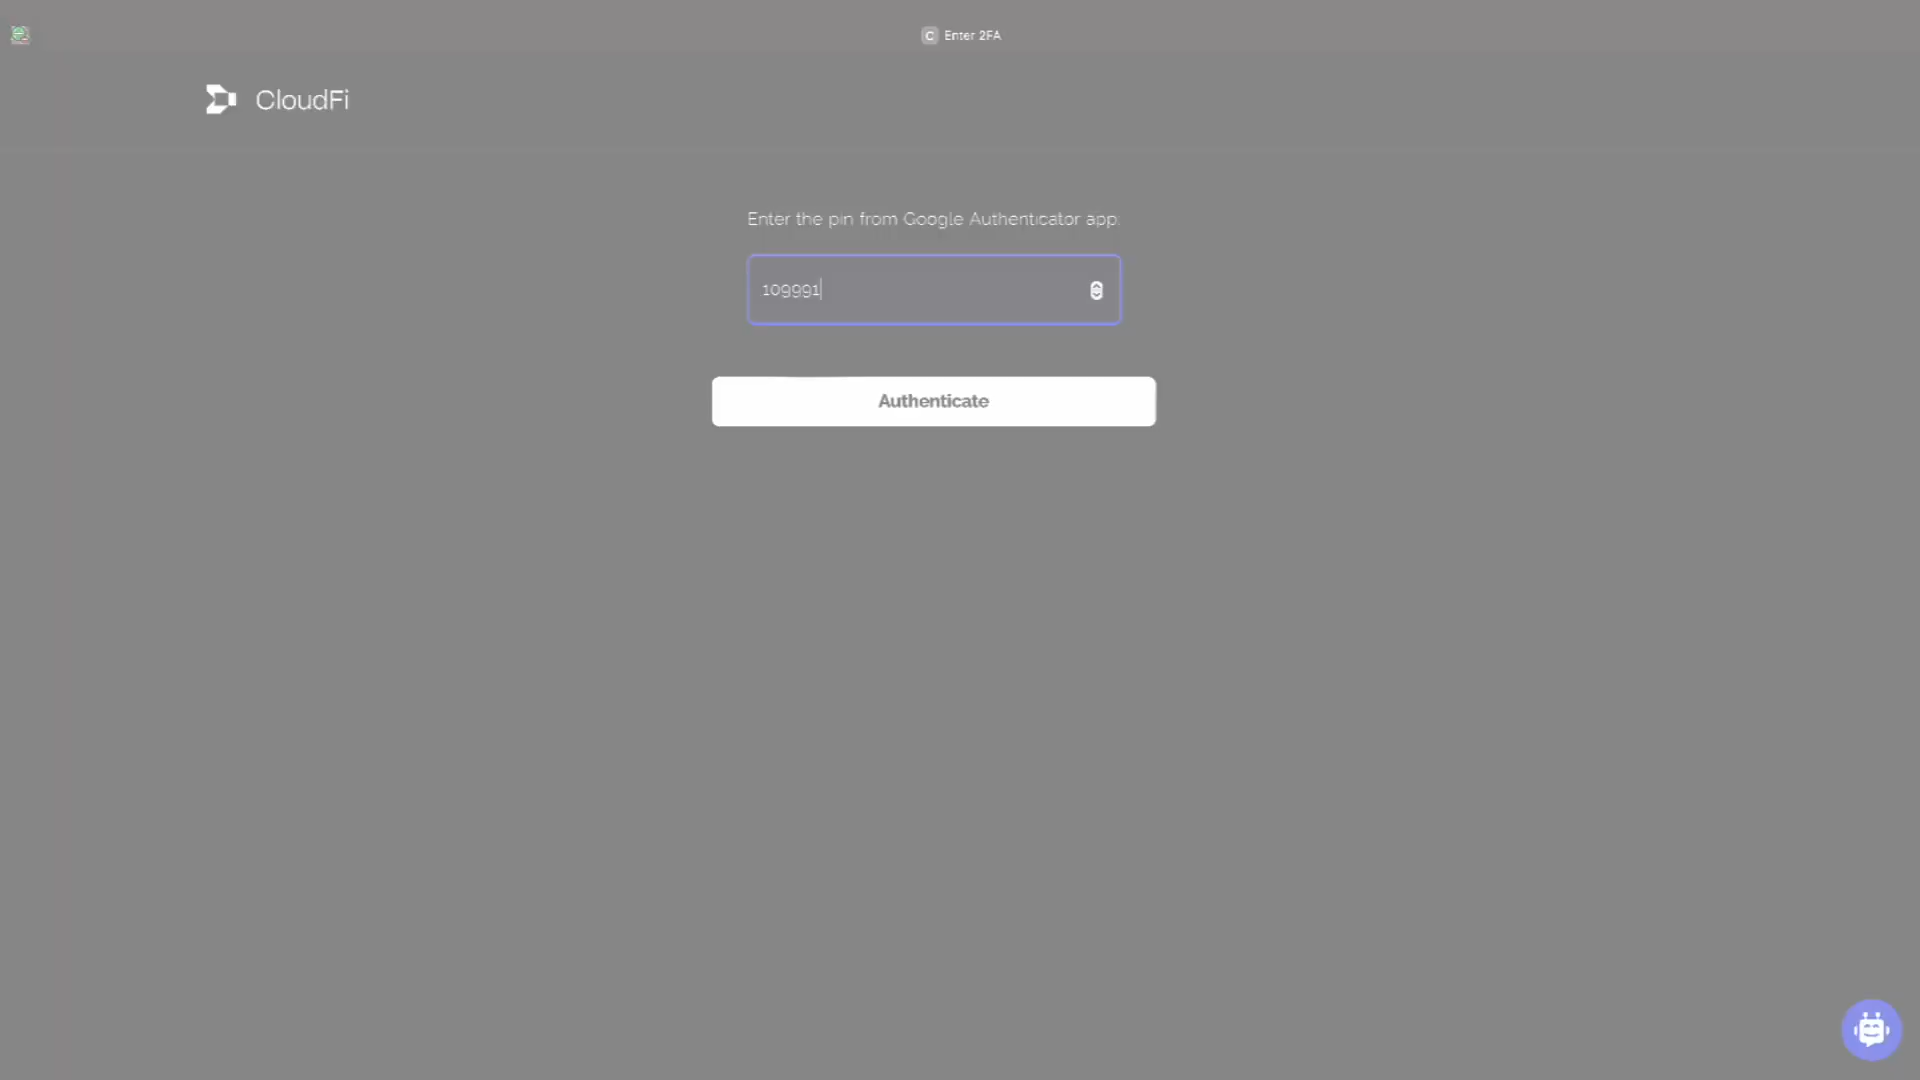 C Enter 2FA
CloudFi
Enter the pin from Google Authenticator app:
109991
Authenticate